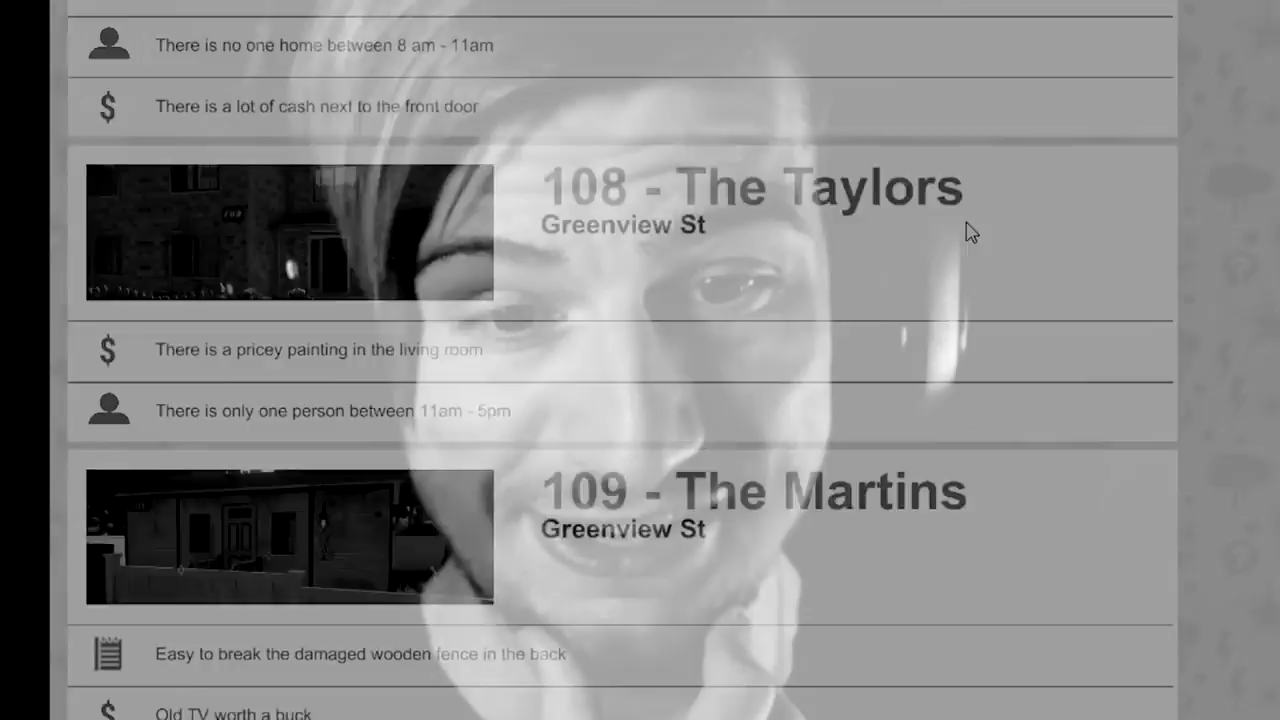 There is no one home between 8 am - 11am
There is a lot of cash next to the front door
108 - The Taylors
Greenview St
There is a pricey painting in the living room
There is only one person between 11am - 5pm
109 - The Martins
Greenview St
Easy to break the damaged wooden fence in the back
Old TV worth a buck